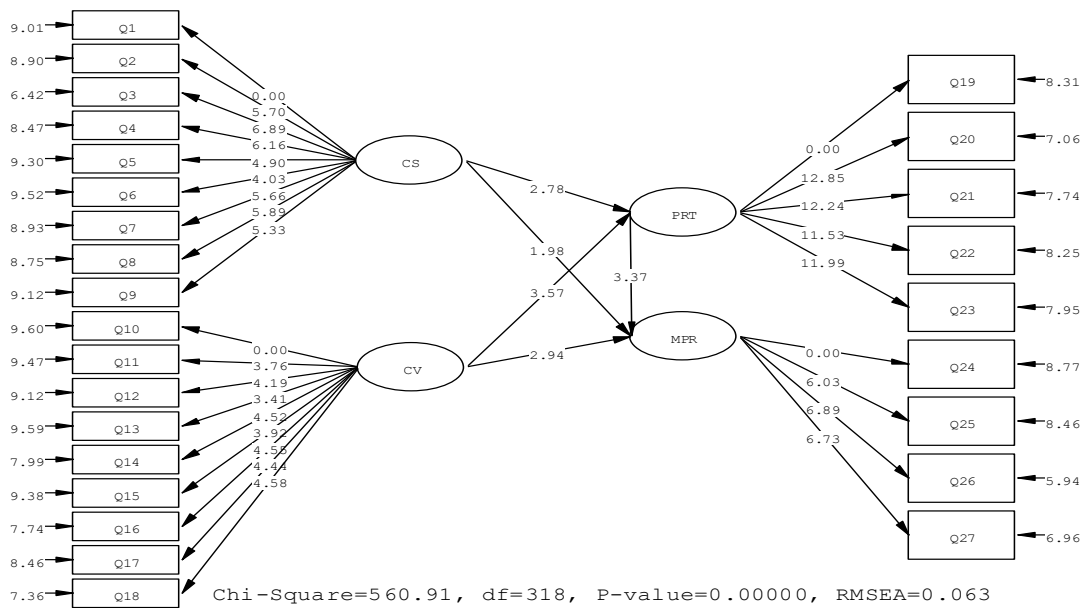 9.01 Q1
8.90 Q2
6.42 Q3
8.47 Q4
9.30 Q5
9.52 Q6
8.93 Q7
8.75 Q8
9.12 Q9
9.60 Q10
9.47 Q11
9.12 Q12
9.59 Q13
7.99 Q14
9.38 Q15
7.74 Q16
8.46 Q17
7.36 Q18
0.00
5.70
6.89
6.16
4.90
4.03
5.66
5.89
5.33
CS
0.00
3.76
4.19
3.41
4.52
3.92
4.55
4.44
4.58
CV
2.78
1.98
3.57
2.94
3.37
PRT
MPR
0.00
12.85
12.24
11.53
11.99
0.00
6.03
6.89
6.73
Q19 8.31
Q20 7.06
Q21 7.74
Q22 8.25
Q23 7.95
Q24 8.77
Q25 8.46
Q26 5.94
Q27 6.96
Chi-Square=560.91, df=318, P-value=0.00000, RMSEA=0.063